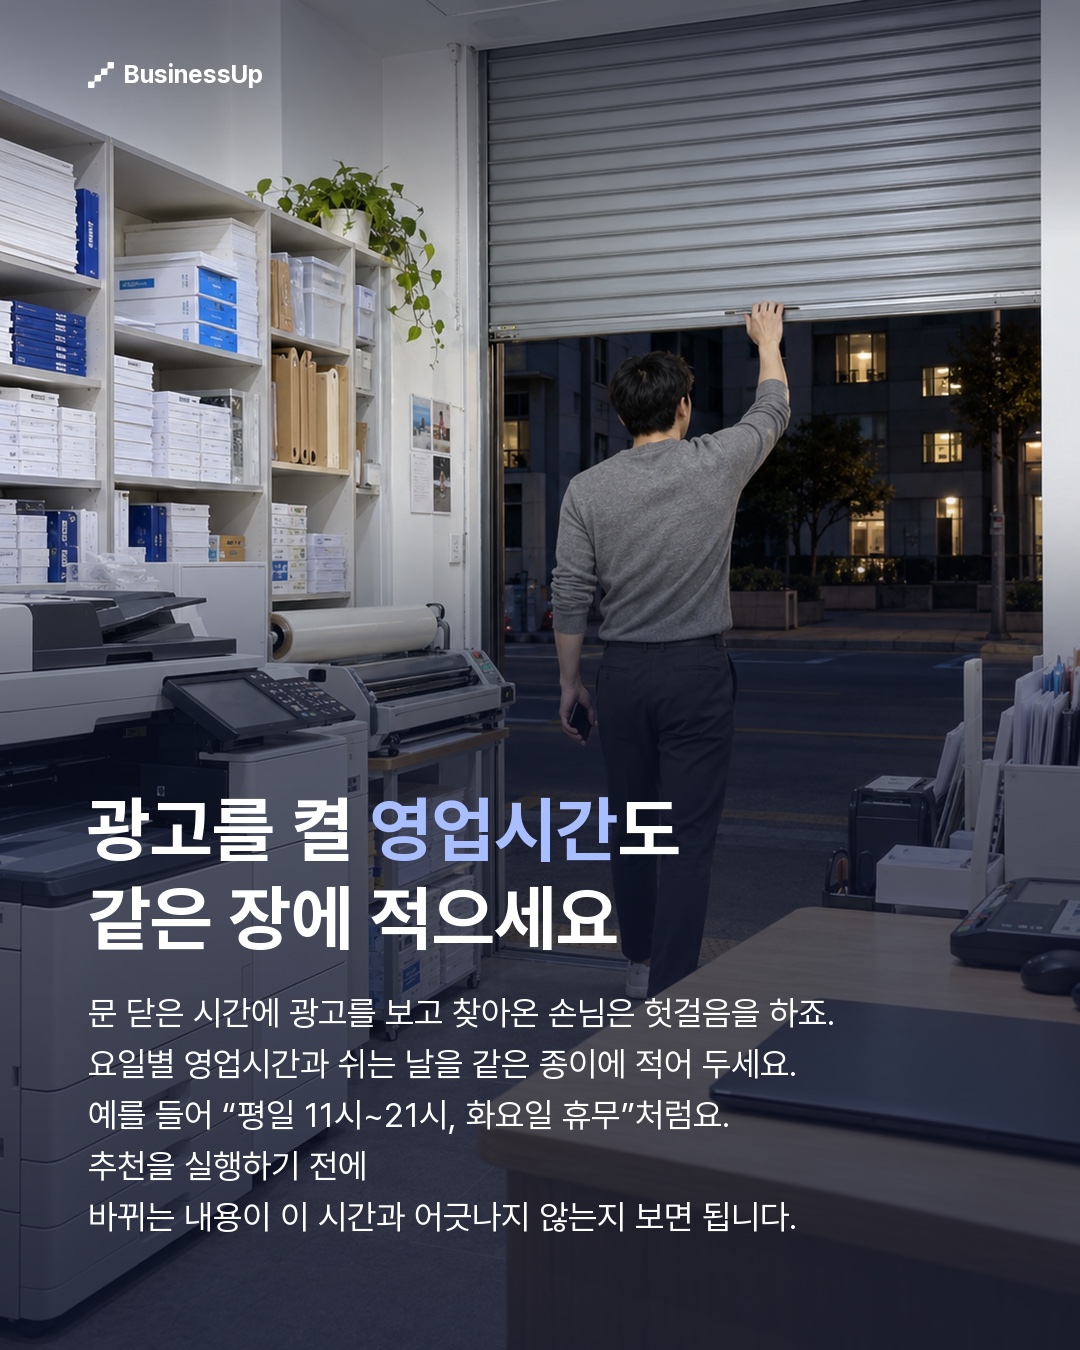 BusinessUp
광고를 켤 영업시간도
같은 장에 적으세요
문 닫은 시간에 광고를 보고 찾아온 손님은 헛걸음을 하죠.
요일별 영업시간과 쉬는 날을 같은 종이에 적어 두세요.
예를 들어 “평일 11시~21시, 화요일 휴무”처럼요.
추천을 실행하기 전에
바뀌는 내용이 이 시간과 어긋나지 않는지 보면 됩니다.